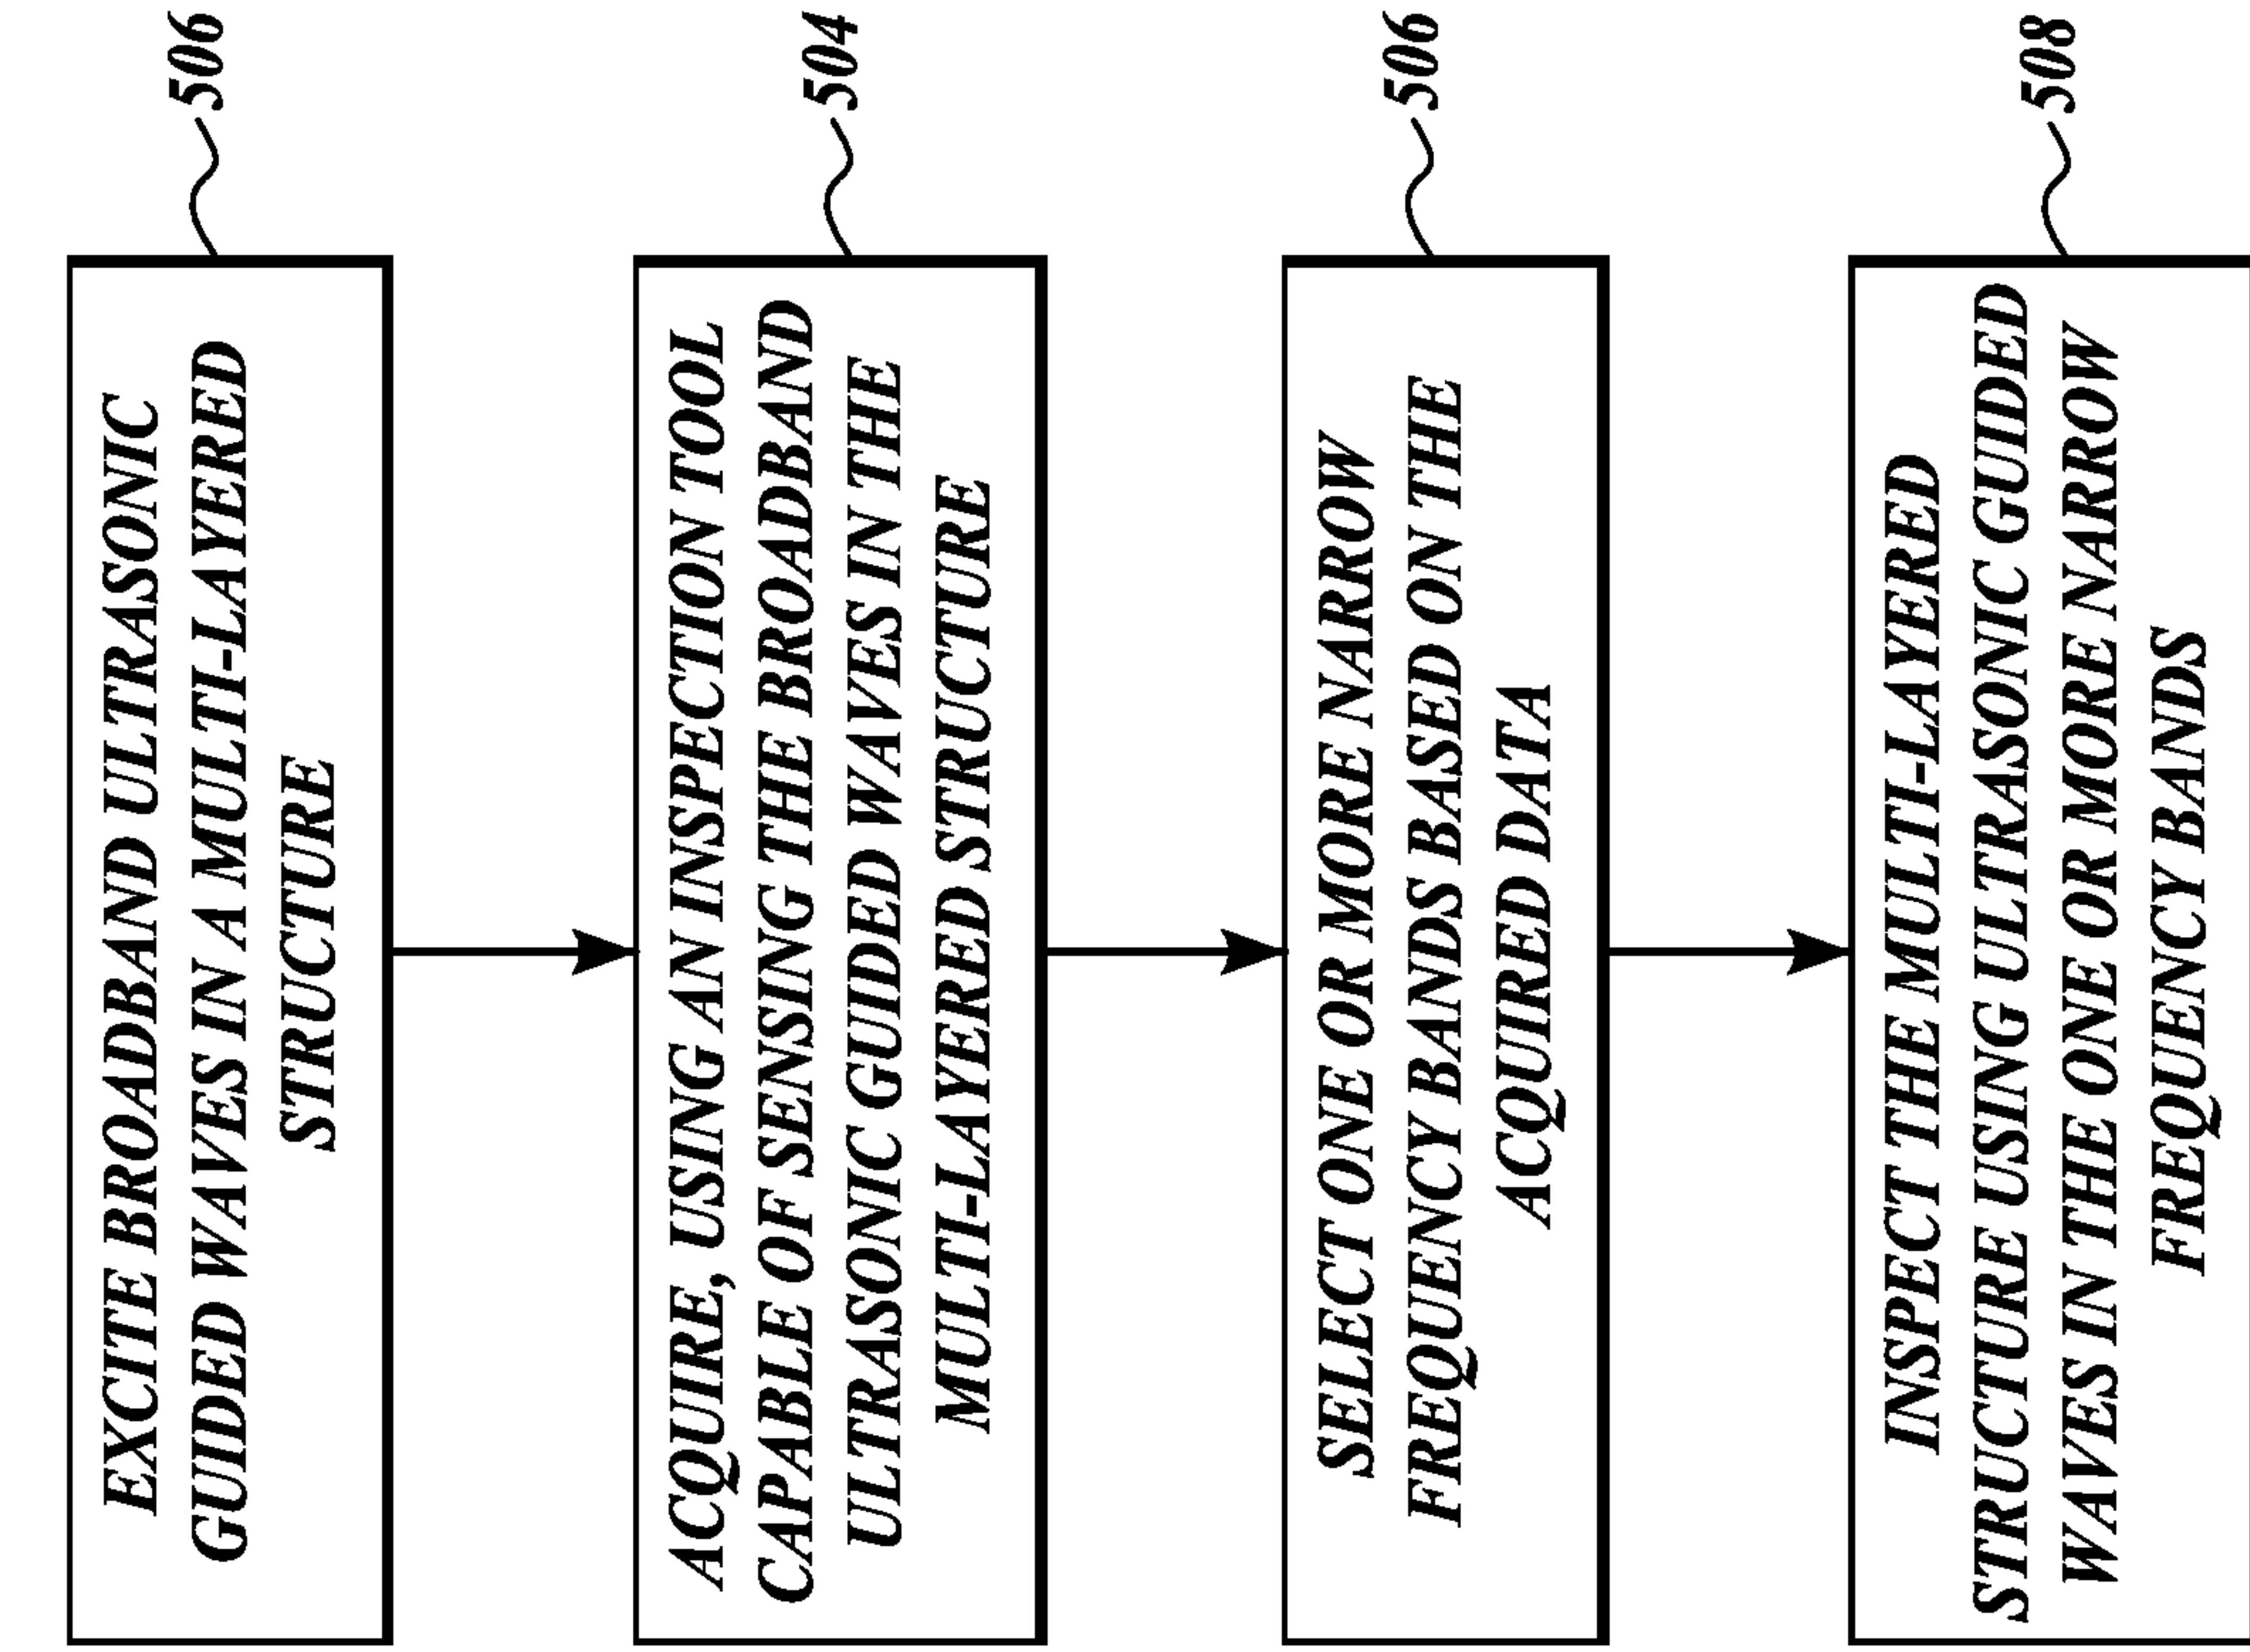 EXCITE BROADBAND ULTRASONIC
GUIDED WAVES IN A MULTI-LAYERED
STRUCTURE
506
ACQUIRE, USING AN INSPECTION TOOL
CAPABLE OF SENSING THE BROADBAND
ULTRASONIC GUIDED WAVES IN THE
MULTI-LAYERED STRUCTURE
504
SELECT ONE OR MORE NARROW
FREQUENCY BANDS BASED ON THE
ACQUIRED DATA
506
INSPECT THE MULTI-LAYERED
STRUCTURE USING ULTRASONIC GUIDED
WAVES IN THE ONE OR MORE NARROW
FREQUENCY BANDS
508